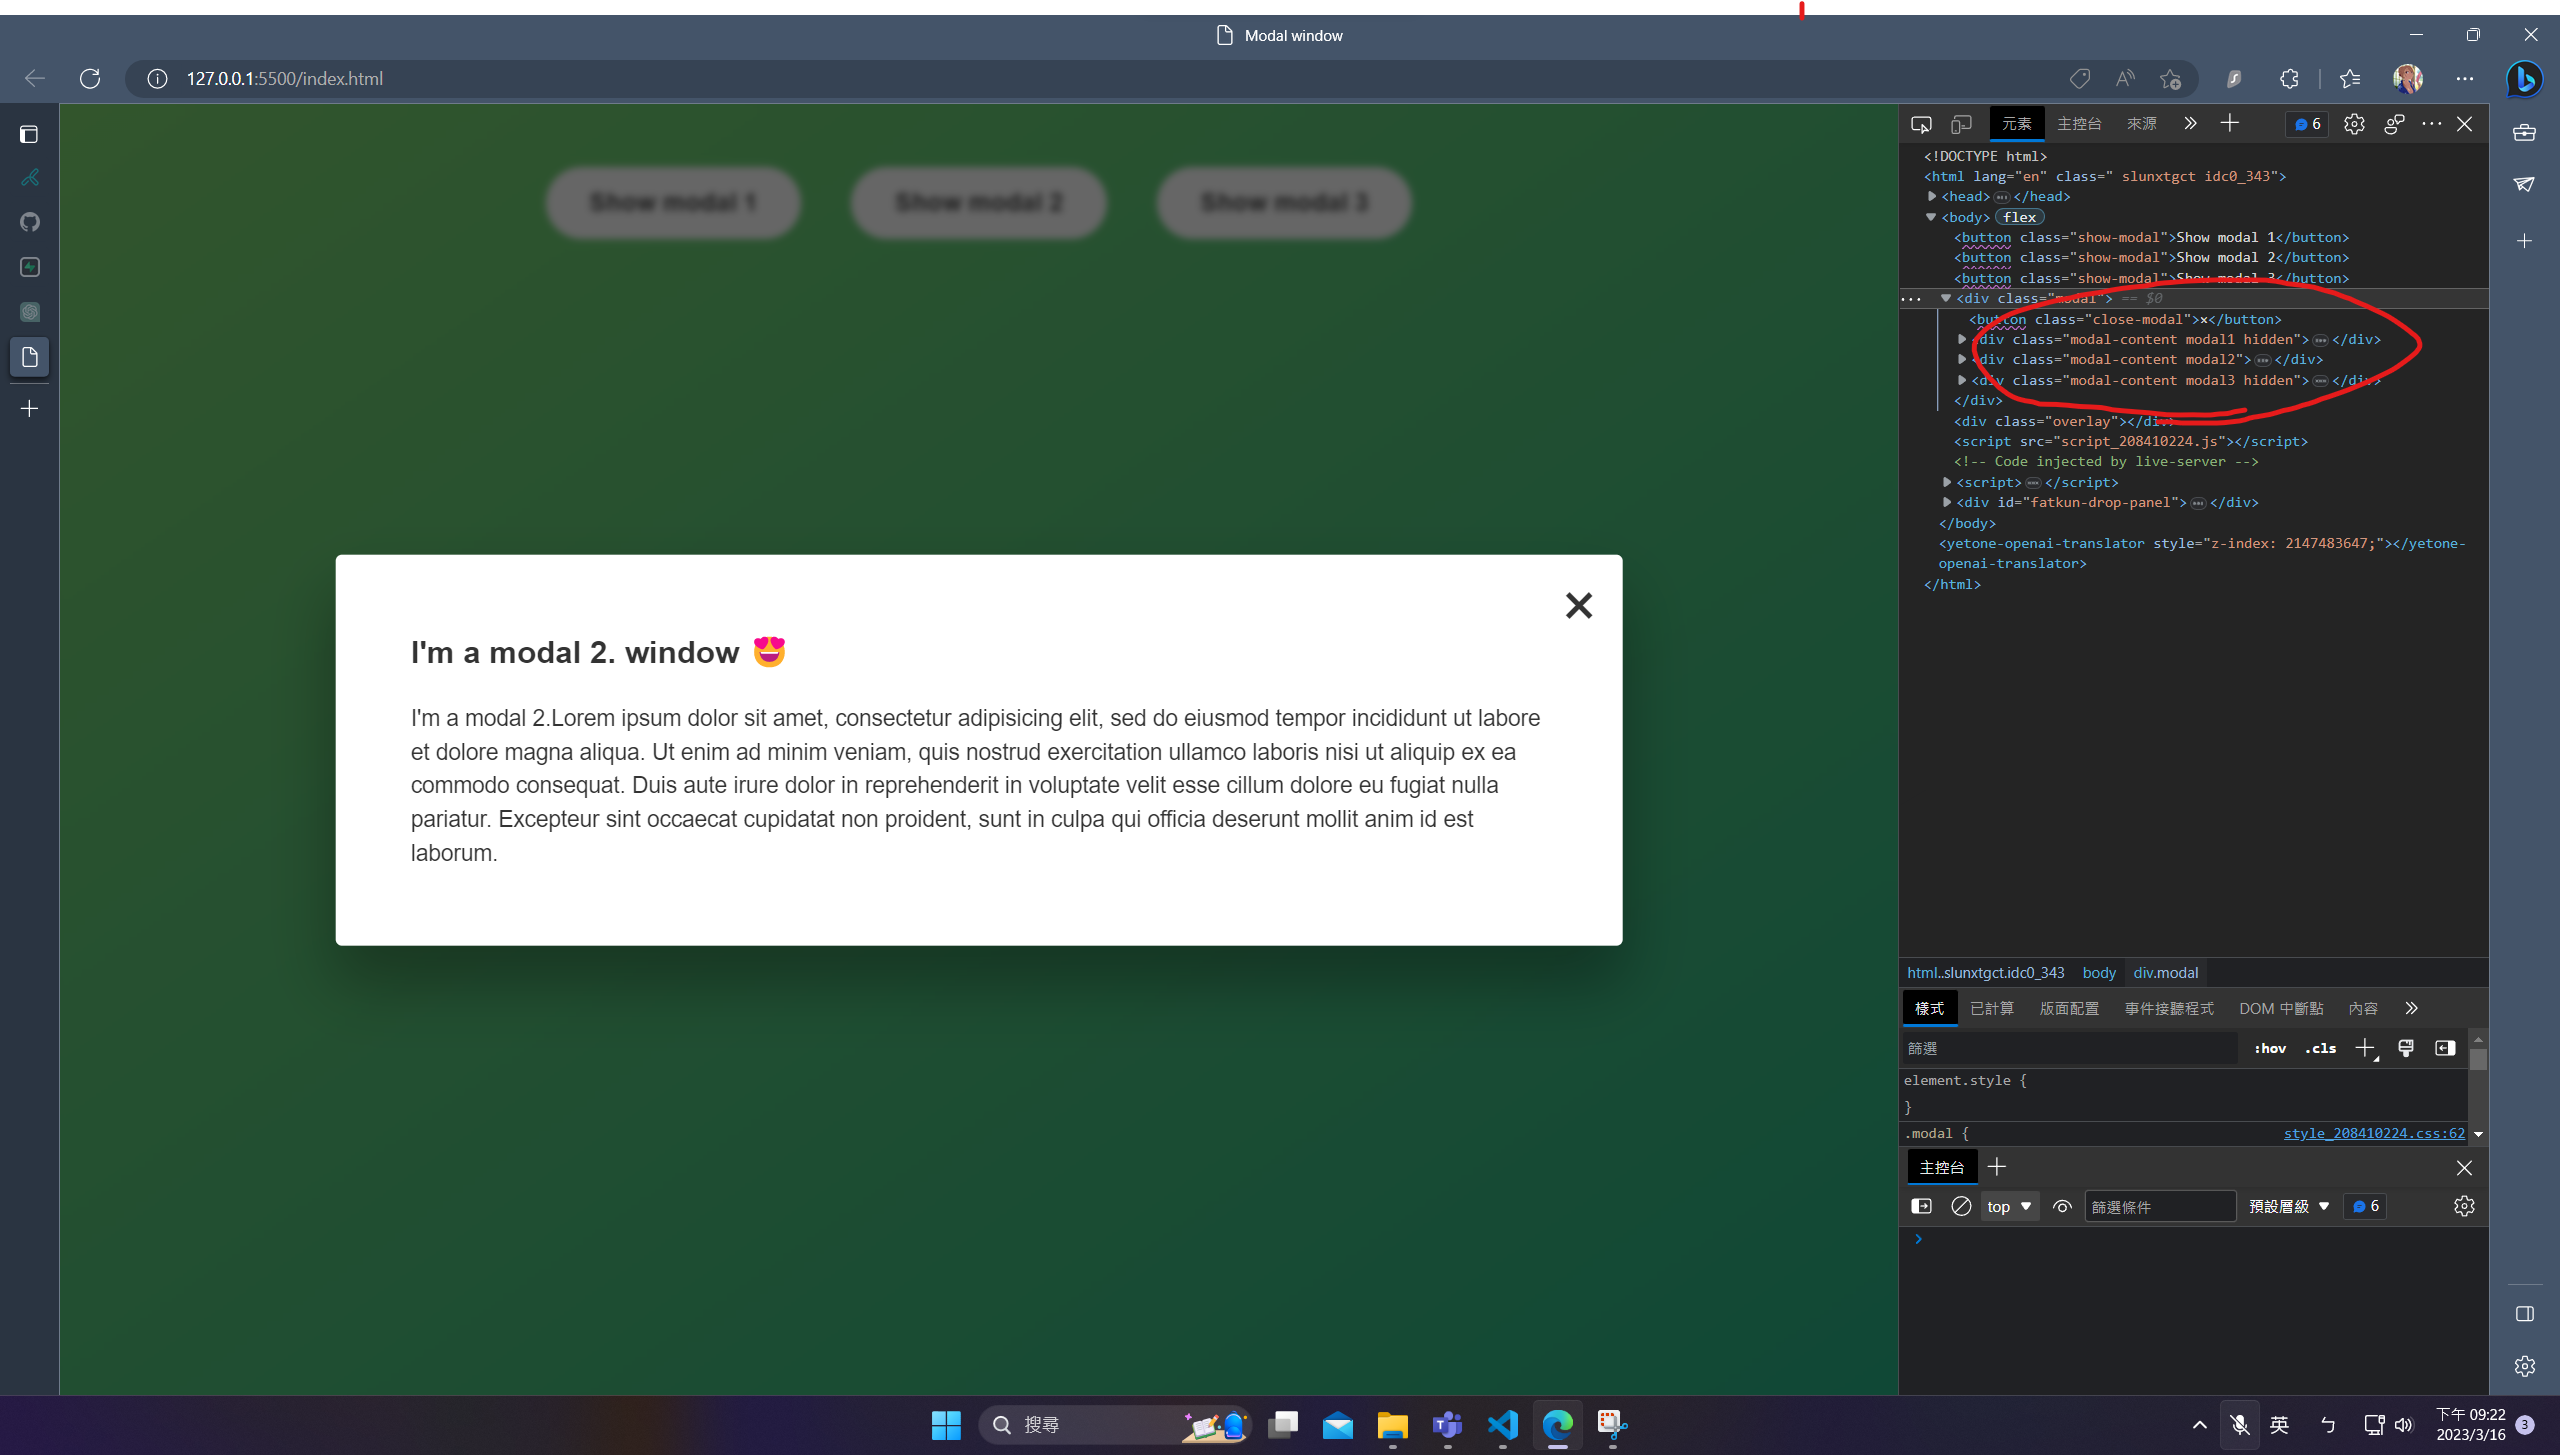 Modal window
127.0.0.1:5500/index.html
元素 主控台 來源 6
Show modal 1 Show modal 2 Show modal 3
<!DOCTYPE html>
<html lang="en" class=" slunxtgct idc0_343">
<head>…</head>
<body> flex
<button class="show-modal">Show modal 1</button>
<button class="show-modal">Show modal 2</button>
<button class="show-modal">Show modal 3</button>
<div class="modal"> == $0
<button class="close-modal">×</button>
<div class="modal-content modal1 hidden">…</div>
<div class="modal-content modal2">…</div>
<div class="modal-content modal3 hidden">…</div>
</div>
<div class="overlay"></div>
<script src="script_208410224.js"></script>
<!-- Code injected by live-server -->
<script>…</script>
<div id="fatkun-drop-panel">…</div>
</body>
<yetone-openai-translator style="z-index: 2147483647;"></yetone-
openai-translator>
</html>
I'm a modal 2. window 😍
I'm a modal 2.Lorem ipsum dolor sit amet, consectetur adipisicing elit, sed do eiusmod tempor incididunt ut labore
et dolore magna aliqua. Ut enim ad minim veniam, quis nostrud exercitation ullamco laboris nisi ut aliquip ex ea
commodo consequat. Duis aute irure dolor in reprehenderit in voluptate velit esse cillum dolore eu fugiat nulla
pariatur. Excepteur sint occaecat cupidatat non proident, sunt in culpa qui officia deserunt mollit anim id est
laborum.
html..slunxtgct.idc0_343 body div.modal
樣式 已計算 版面配置 事件接聽程式 DOM 中斷點 內容
篩選 :hov .cls
element.style {
}
.modal { style_208410224.css:62
主控台
top 篩選條件 預設層級 6
搜尋
英 ㄅ 下午 09:22 3
2023/3/16